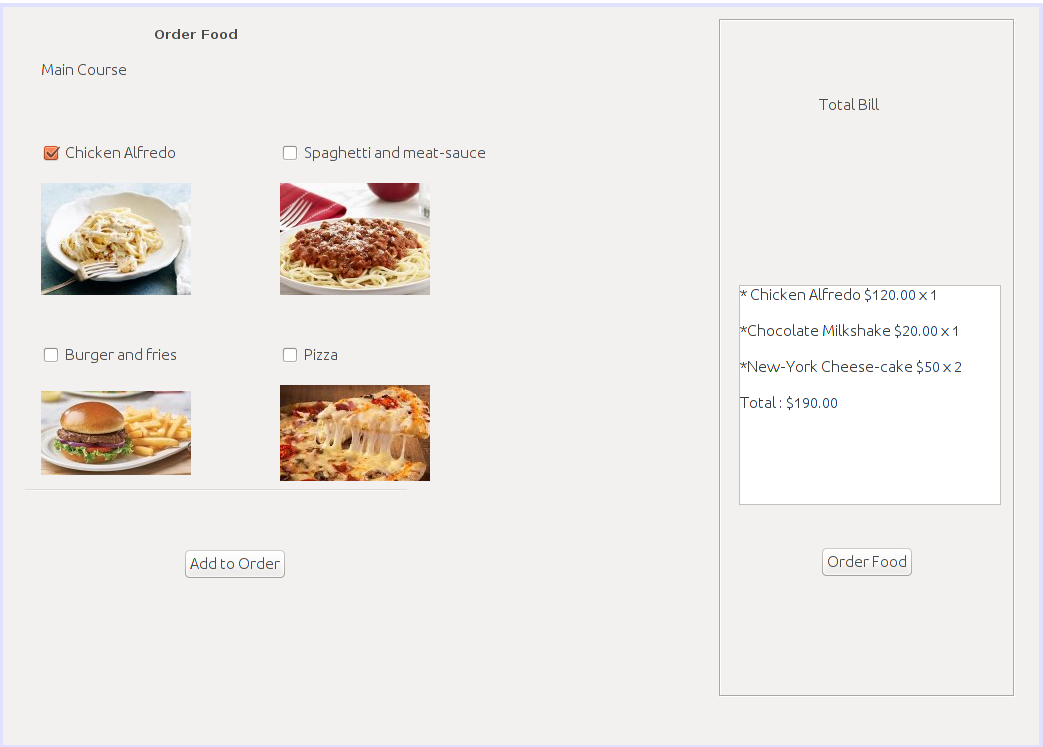 Order Food
Main Course
Chicken Alfredo
Spaghetti and meat-sauce
Burger and fries
Pizza
Add to Order
Total Bill
* Chicken Alfredo $120.00 x 1
*Chocolate Milkshake $20.00 x 1
*New-York Cheese-cake $50 x 2
Total : $190.00
Order Food